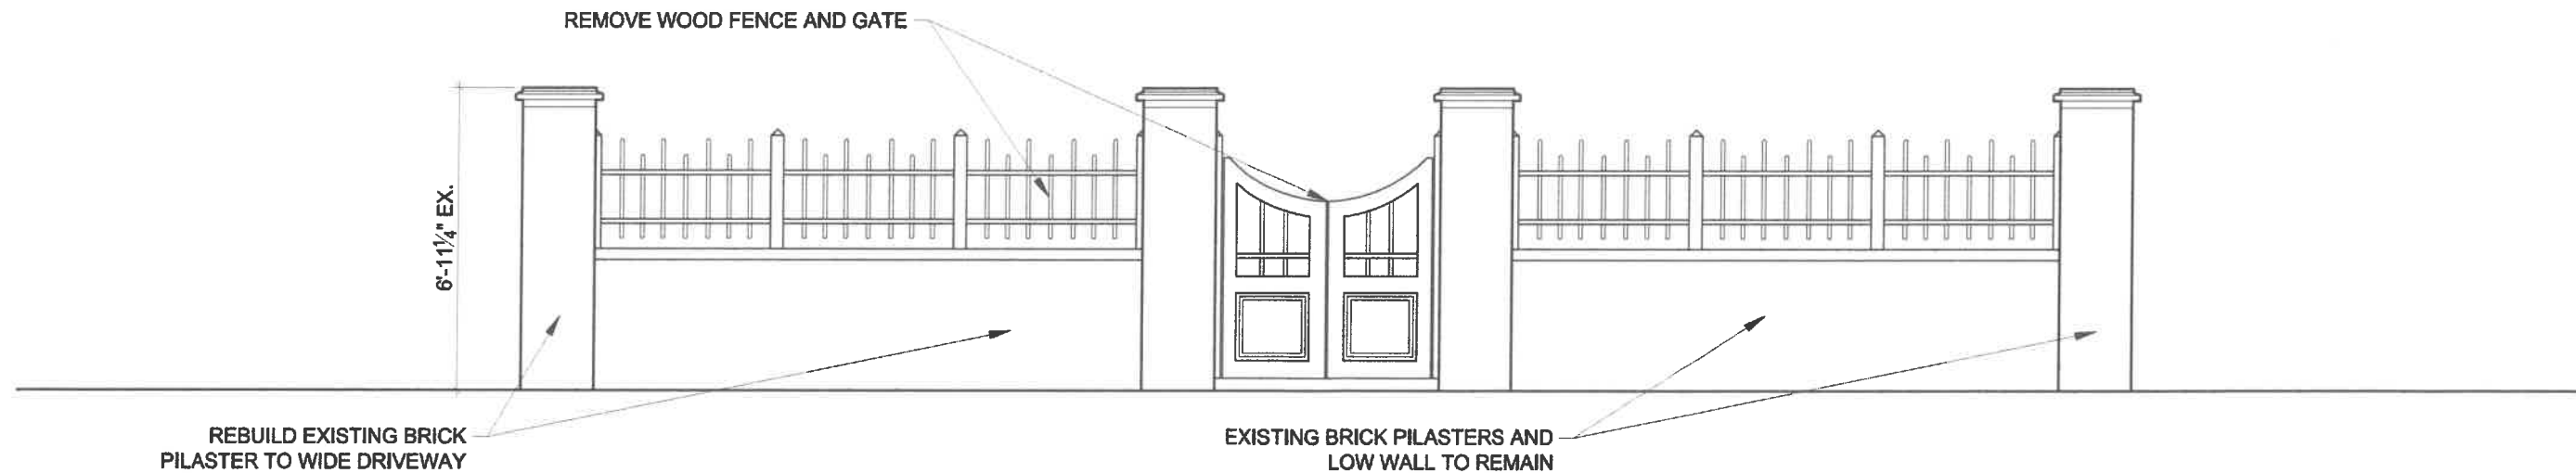 REMOVE WOOD FENCE AND GATE
6'-11¼" EX.
REBUILD EXISTING BRICK
PILASTER TO WIDE DRIVEWAY
EXISTING BRICK PILASTERS AND
LOW WALL TO REMAIN